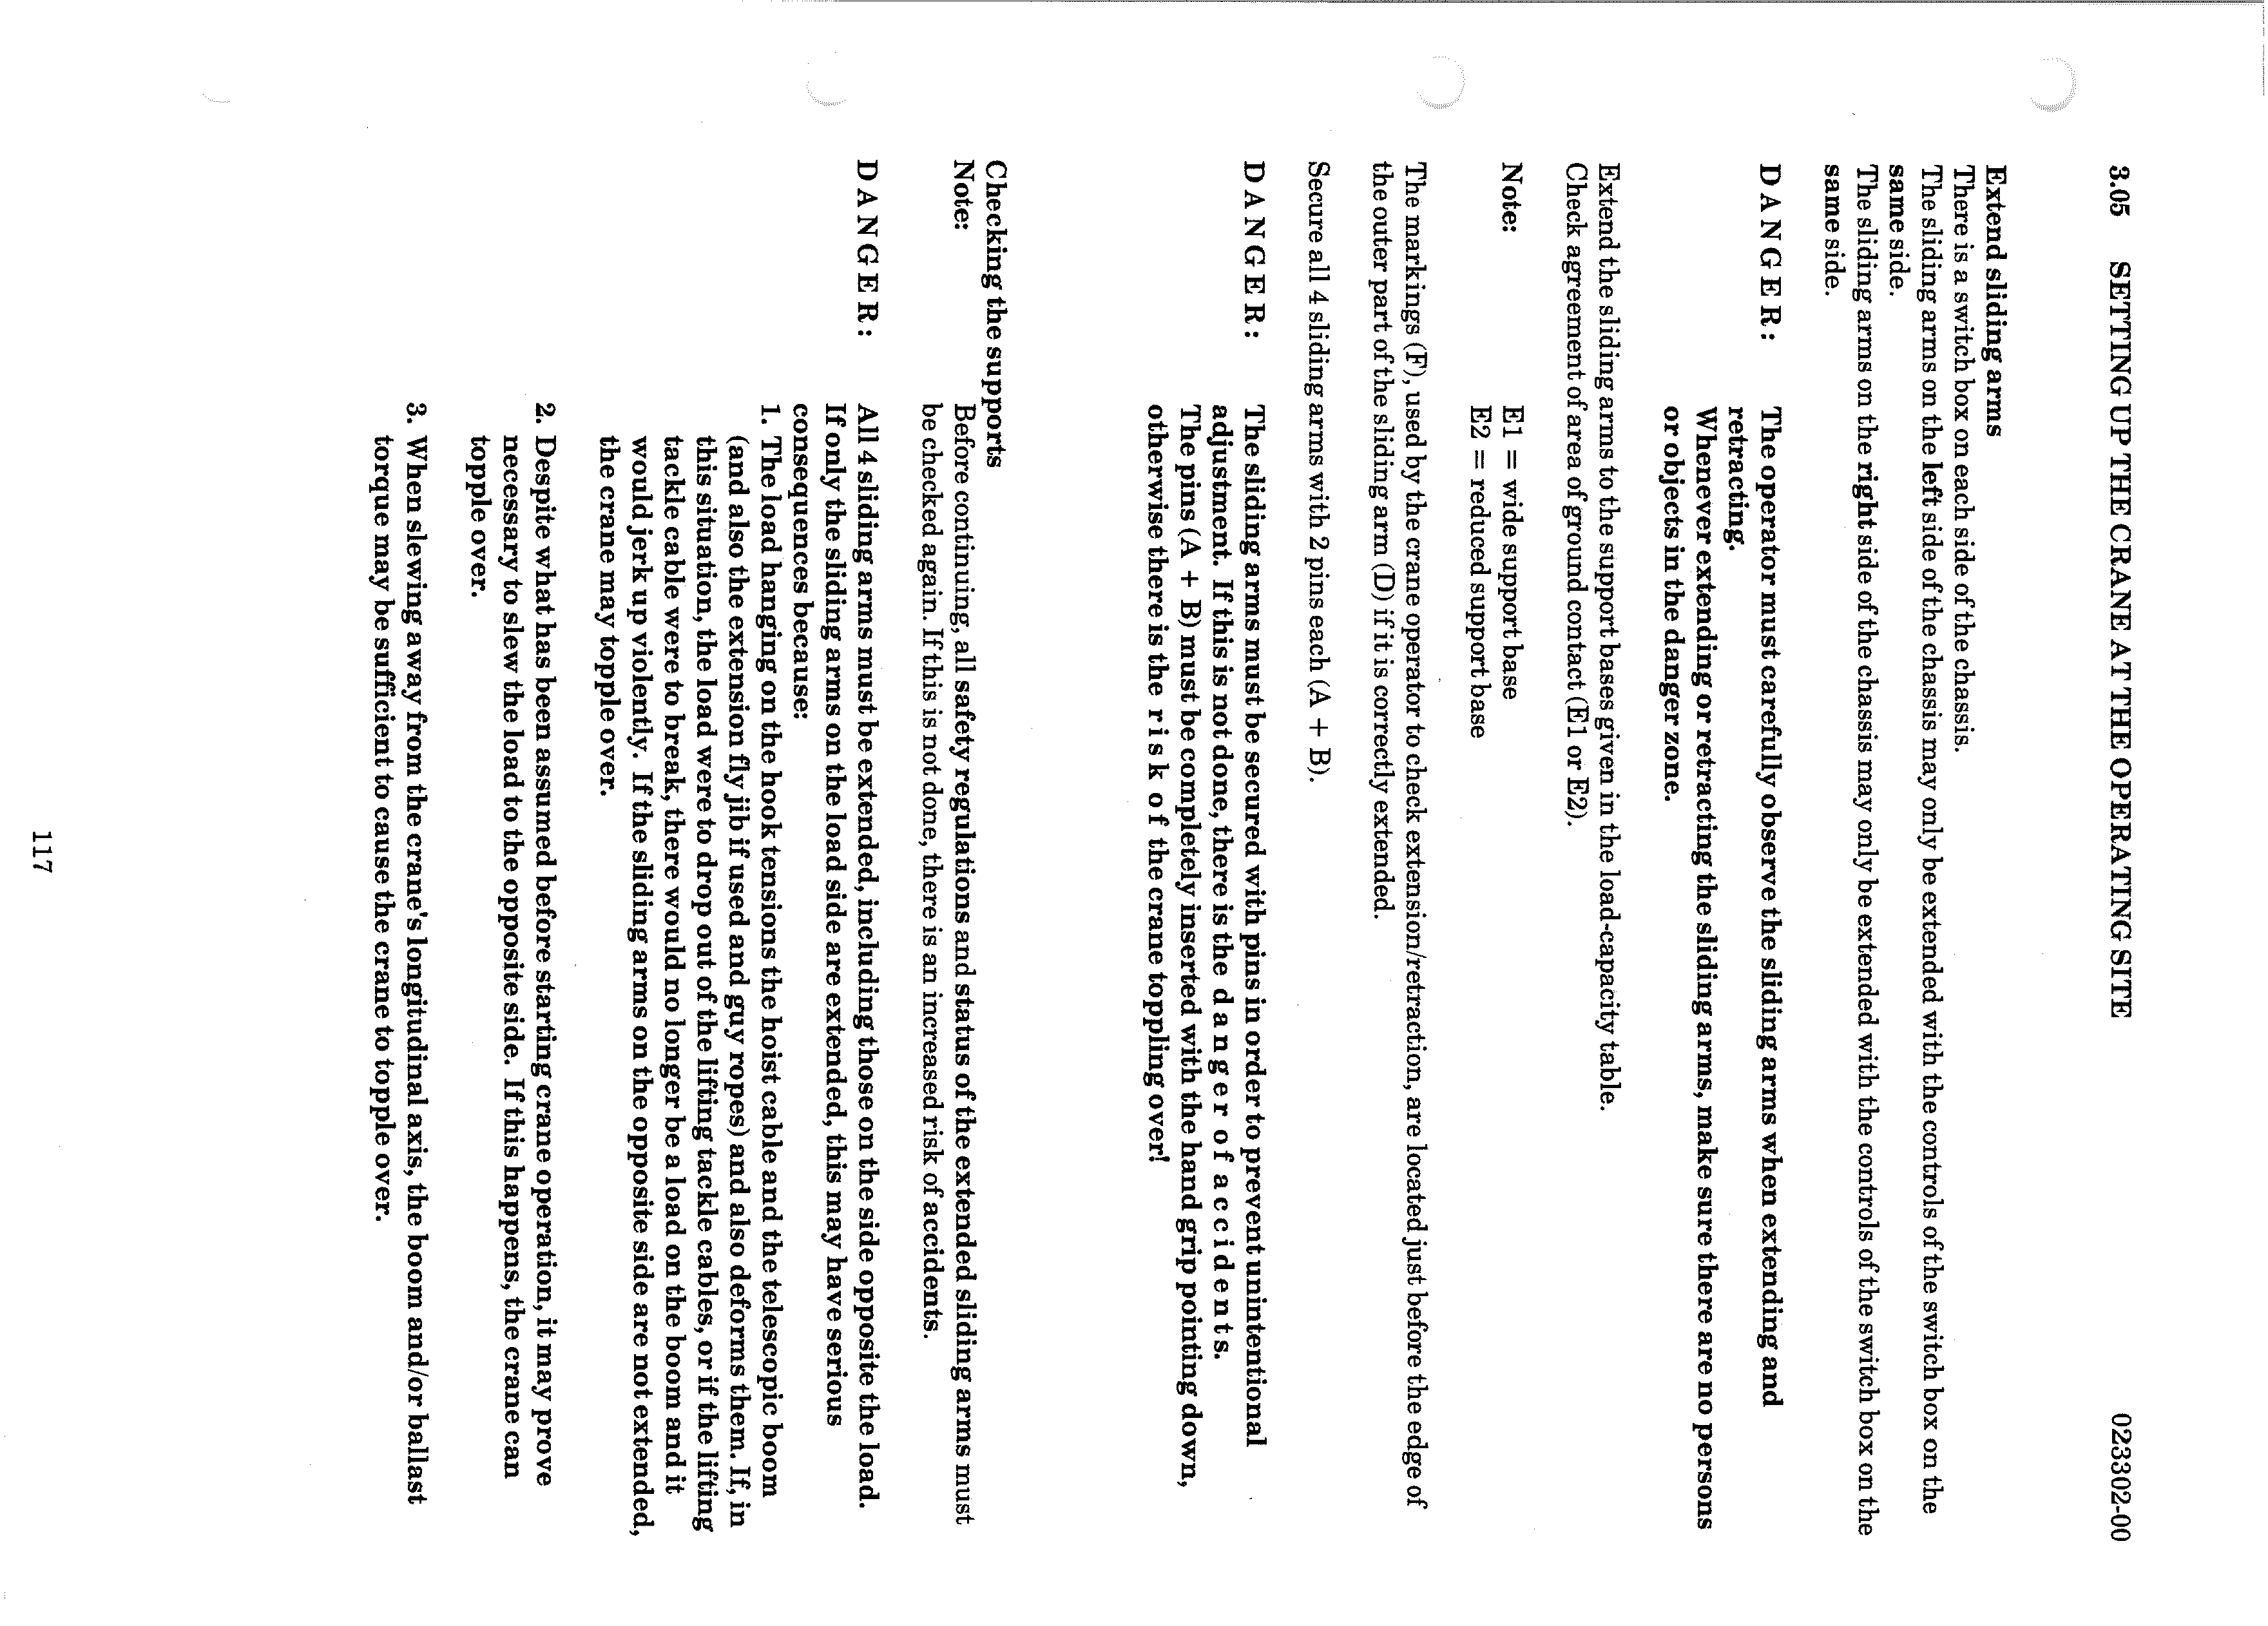 3.05 SETTING UP THE CRANE AT THE OPERATING SITE 023302-00
Extend sliding arms
There is a switch box on each side of the chassis.
The sliding arms on the left side of the chassis may only be extended with the controls of the switch box on the
same side.
The sliding arms on the right side of the chassis may only be extended with the controls of the switch box on the
same side.
D A N G E R : The operator must carefully observe the sliding arms when extending and
retracting.
Whenever extending or retracting the sliding arms, make sure there are no persons
or objects in the danger zone.
Extend the sliding arms to the support bases given in the load-capacity table.
Check agreement of area of ground contact (E1 or E2).
Note: E1 = wide support base
E2 = reduced support base
The markings (F), used by the crane operator to check extension/retraction, are located just before the edge of
the outer part of the sliding arm (D) if it is correctly extended.
Secure all 4 sliding arms with 2 pins each (A + B).
D A N G E R : The sliding arms must be secured with pins in order to prevent unintentional
adjustment. If this is not done, there is the d a n g e r o f a c c i d e n t s.
The pins (A + B) must be completely inserted with the hand grip pointing down,
otherwise there is the r i s k o f the crane toppling over!
Checking the supports
Note: Before continuing, all safety regulations and status of the extended sliding arms must
be checked again. If this is not done, there is an increased risk of accidents.
D A N G E R : All 4 sliding arms must be extended, including those on the side opposite the load.
If only the sliding arms on the load side are extended, this may have serious
consequences because:
1. The load hanging on the hook tensions the hoist cable and the telescopic boom
(and also the extension fly jib if used and guy ropes) and also deforms them. If, in
this situation, the load were to drop out of the lifting tackle cables, or if the lifting
tackle cable were to break, there would no longer be a load on the boom and it
would jerk up violently. If the sliding arms on the opposite side are not extended,
the crane may topple over.
2. Despite what has been assumed before starting crane operation, it may prove
necessary to slew the load to the opposite side. If this happens, the crane can
topple over.
3. When slewing away from the crane's longitudinal axis, the boom and/or ballast
torque may be sufficient to cause the crane to topple over.
117